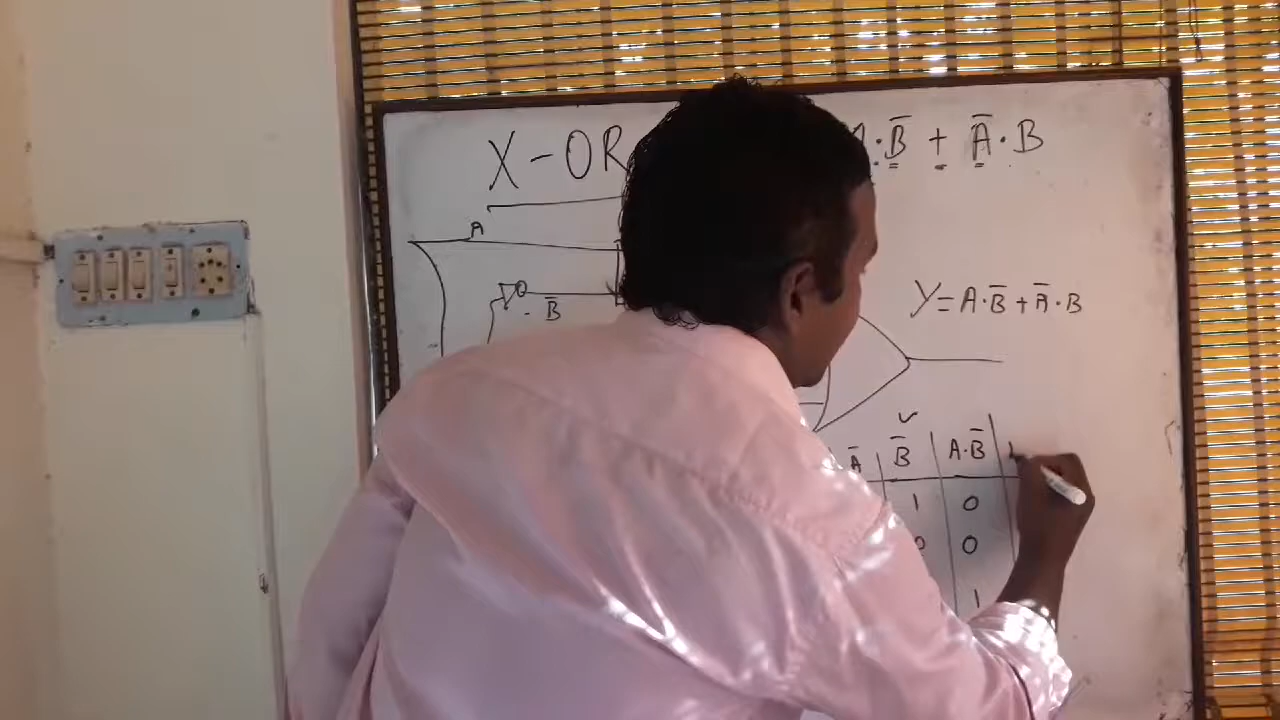 X-OR ·B̅ + A̅·B
A
B̅
Y=A·B̅+A̅·B
A̅ B̅ A·B̅
1 0
0 0
1